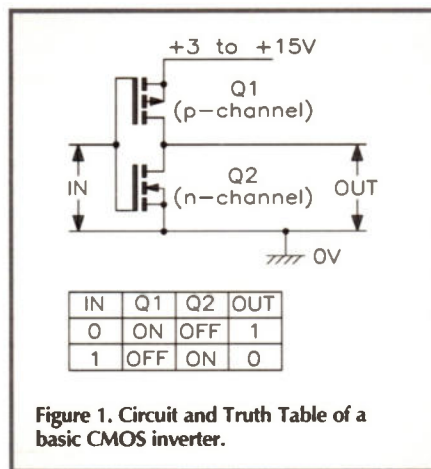 +3 to +15V
Q1
(p-channel)
IN
Q2
(n-channel)
OUT
0V
IN Q1 Q2 OUT
0 ON OFF 1
1 OFF ON 0
Figure 1. Circuit and Truth Table of a
basic CMOS inverter.